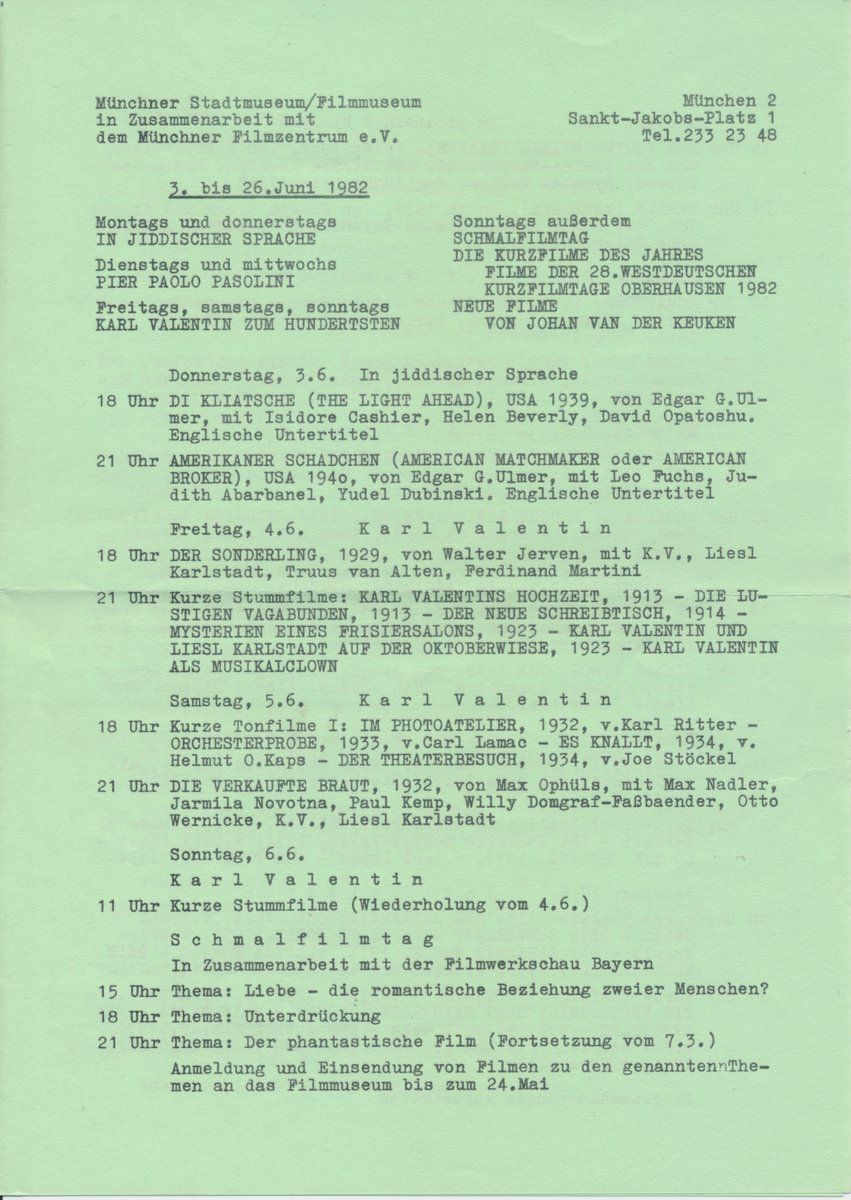 Münchner Stadtmuseum/Filmmuseum
in Zusammenarbeit mit
dem Münchner Filmzentrum e.V.
München 2
Sankt-Jakobs-Platz 1
Tel.233 23 48
3. bis 26.Juni 1982
Montags und donnerstags
IN JIDDISCHER SPRACHE
Dienstags und mittwochs
PIER PAOLO PASOLINI
Freitags, samstags, sonntags
KARL VALENTIN ZUM HUNDERTSTEN
Sonntags außerdem
SCHMALFILMTAG
DIE KURZFILME DES JAHRES
FILME DER 28.WESTDEUTSCHEN
KURZFILMTAGE OBERHAUSEN 1982
NEUE FILME
VON JOHAN VAN DER KEUKEN
Donnerstag, 3.6. In jiddischer Sprache
18 Uhr DI KLIATSCHE (THE LIGHT AHEAD), USA 1939, von Edgar G.Ul-
mer, mit Isidore Cashier, Helen Beverly, David Opatoshu.
Englische Untertitel
21 Uhr AMERIKANER SCHADCHEN (AMERICAN MATCHMAKER oder AMERICAN
BROKER), USA 194o, von Edgar G.Ulmer, mit Leo Fuchs, Ju-
dith Abarbanel, Yudel Dubinski. Englische Untertitel
Freitag, 4.6. K a r l V a l e n t i n
18 Uhr DER SONDERLING, 1929, von Walter Jerven, mit K.V., Liesl
Karlstadt, Truus van Alten, Ferdinand Martini
21 Uhr Kurze Stummfilme: KARL VALENTINS HOCHZEIT, 1913 - DIE LU-
STIGEN VAGABUNDEN, 1913 - DER NEUE SCHREIBTISCH, 1914 -
MYSTERIEN EINES FRISIERSALONS, 1923 - KARL VALENTIN UND
LIESL KARLSTADT AUF DER OKTOBERWIESE, 1923 - KARL VALENTIN
ALS MUSIKALCLOWN
Samstag, 5.6. K a r l V a l e n t i n
18 Uhr Kurze Tonfilme I: IM PHOTOATELIER, 1932, v.Karl Ritter -
ORCHESTERPROBE, 1933, v.Carl Lamac - ES KNALLT, 1934, v.
Helmut O.Kaps - DER THEATERBESUCH, 1934, v.Joe Stöckel
21 Uhr DIE VERKAUFTE BRAUT, 1932, von Max Ophüls, mit Max Nadler,
Jarmila Novotna, Paul Kemp, Willy Domgraf-Faßbaender, Otto
Wernicke, K.V., Liesl Karlstadt
Sonntag, 6.6.
K a r l V a l e n t i n
11 Uhr Kurze Stummfilme (Wiederholung vom 4.6.)
S c h m a l f i l m t a g
In Zusammenarbeit mit der Filmwerkschau Bayern
15 Uhr Thema: Liebe - die romantische Beziehung zweier Menschen?
18 Uhr Thema: Unterdrückung
21 Uhr Thema: Der phantastische Film (Fortsetzung vom 7.3.)
Anmeldung und Einsendung von Filmen zu den genanntennThe-
men an das Filmmuseum bis zum 24.Mai